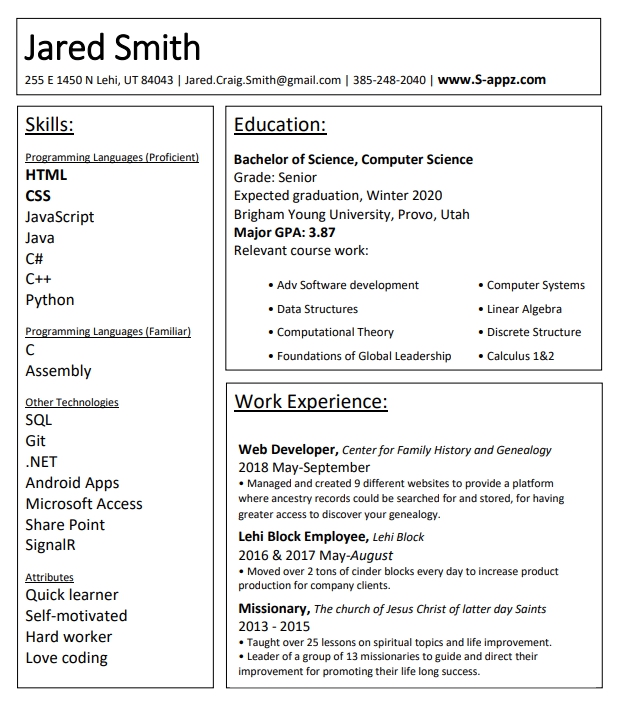 Jared Smith
255 E 1450 N Lehi, UT 84043 | Jared.Craig.Smith@gmail.com | 385-248-2040 | www.S-appz.com
Skills:
Programming Languages (Proficient)
HTML
CSS
JavaScript
Java
C#
C++
Python
Programming Languages (Familiar)
C
Assembly
Other Technologies
SQL
Git
.NET
Android Apps
Microsoft Access
Share Point
SignalR
Attributes
Quick learner
Self-motivated
Hard worker
Love coding
Education:
Bachelor of Science, Computer Science
Grade: Senior
Expected graduation, Winter 2020
Brigham Young University, Provo, Utah
Major GPA: 3.87
Relevant course work:
• Adv Software development
• Data Structures
• Computational Theory
• Foundations of Global Leadership
• Computer Systems
• Linear Algebra
• Discrete Structure
• Calculus 1&2
Work Experience:
Web Developer, Center for Family History and Genealogy
2018 May-September
• Managed and created 9 different websites to provide a platform
where ancestry records could be searched for and stored, for having
greater access to discover your genealogy.
Lehi Block Employee, Lehi Block
2016 & 2017 May-August
• Moved over 2 tons of cinder blocks every day to increase product
production for company clients.
Missionary, The church of Jesus Christ of latter day Saints
2013 - 2015
• Taught over 25 lessons on spiritual topics and life improvement.
• Leader of a group of 13 missionaries to guide and direct their
improvement for promoting their life long success.